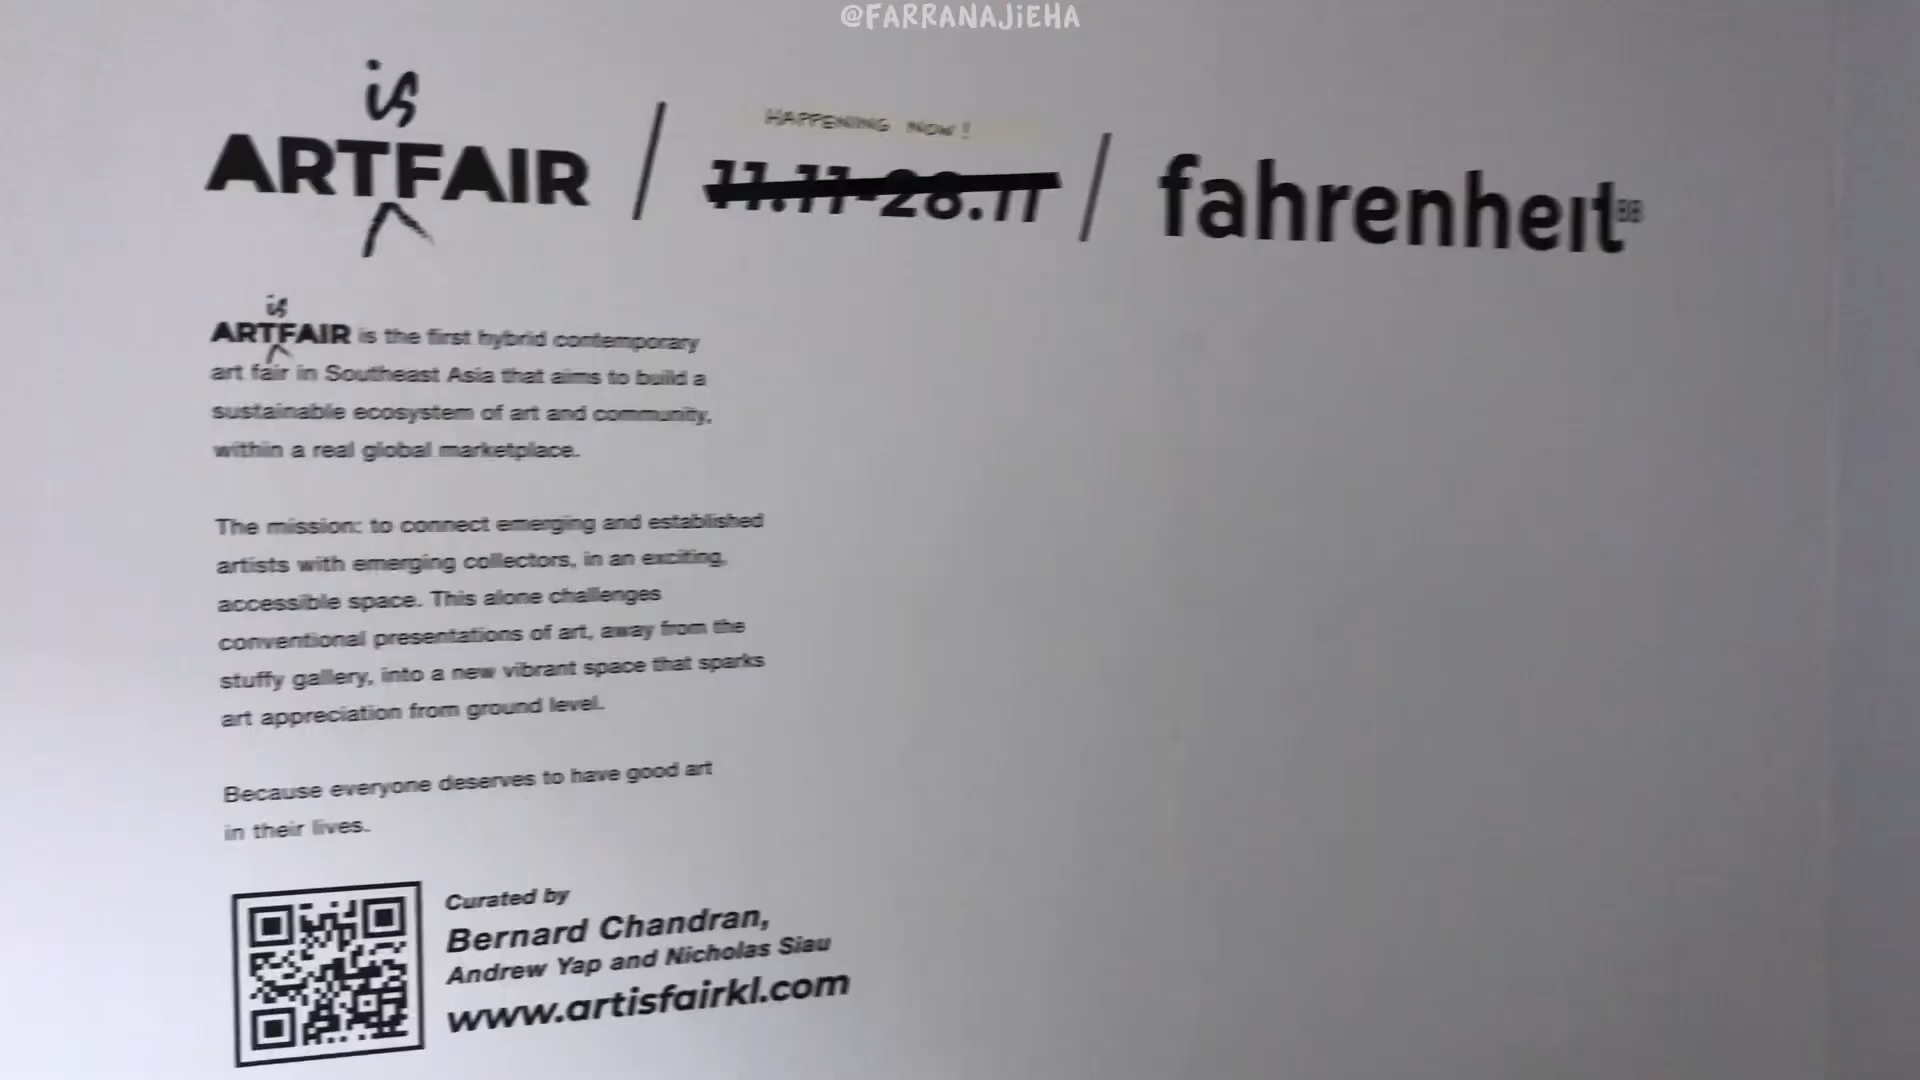 @FARRANAJiEHA
is
ARTFAIR / 11.11-28.11 / fahrenheit88
HAPPENING NOW!
is
ARTFAIR is the first hybrid contemporary
art fair in Southeast Asia that aims to build a
sustainable ecosystem of art and community,
within a real global marketplace.
The mission: to connect emerging and established
artists with emerging collectors, in an exciting,
accessible space. This alone challenges
conventional presentations of art, away from the
stuffy gallery, into a new vibrant space that sparks
art appreciation from ground level.
Because everyone deserves to have good art
in their lives.
Curated by
Bernard Chandran,
Andrew Yap and Nicholas Siau
www.artisfairkl.com